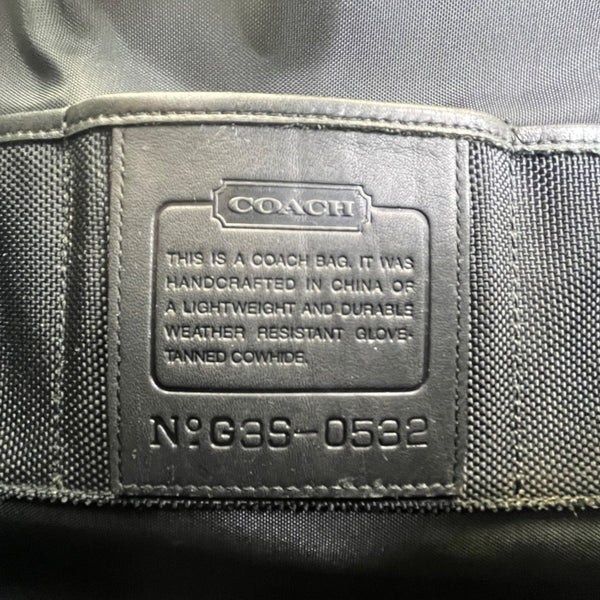 COACH
THIS IS A COACH BAG. IT WAS
HANDCRAFTED IN CHINA OF
A LIGHTWEIGHT AND DURABLE
WEATHER RESISTANT GLOVE-
TANNED COWHIDE.
Nº G3S-0532